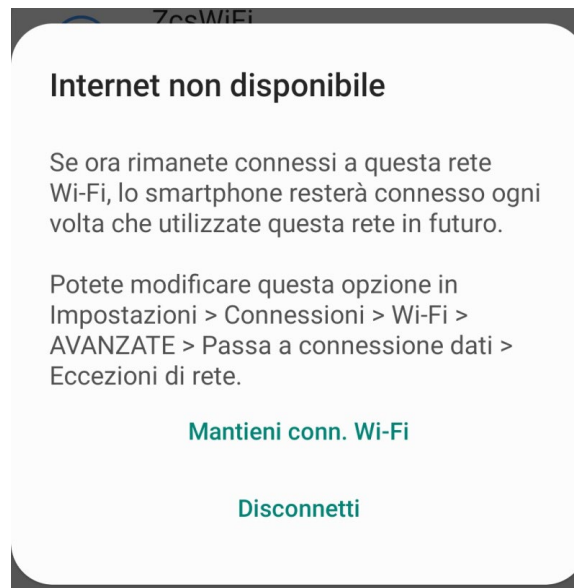 ZcsWiFi
Internet non disponibile
Se ora rimanete connessi a questa rete
Wi-Fi, lo smartphone resterà connesso ogni
volta che utilizzate questa rete in futuro.
Potete modificare questa opzione in
Impostazioni > Connessioni > Wi-Fi >
AVANZATE > Passa a connessione dati >
Eccezioni di rete.
Mantieni conn. Wi-Fi
Disconnetti